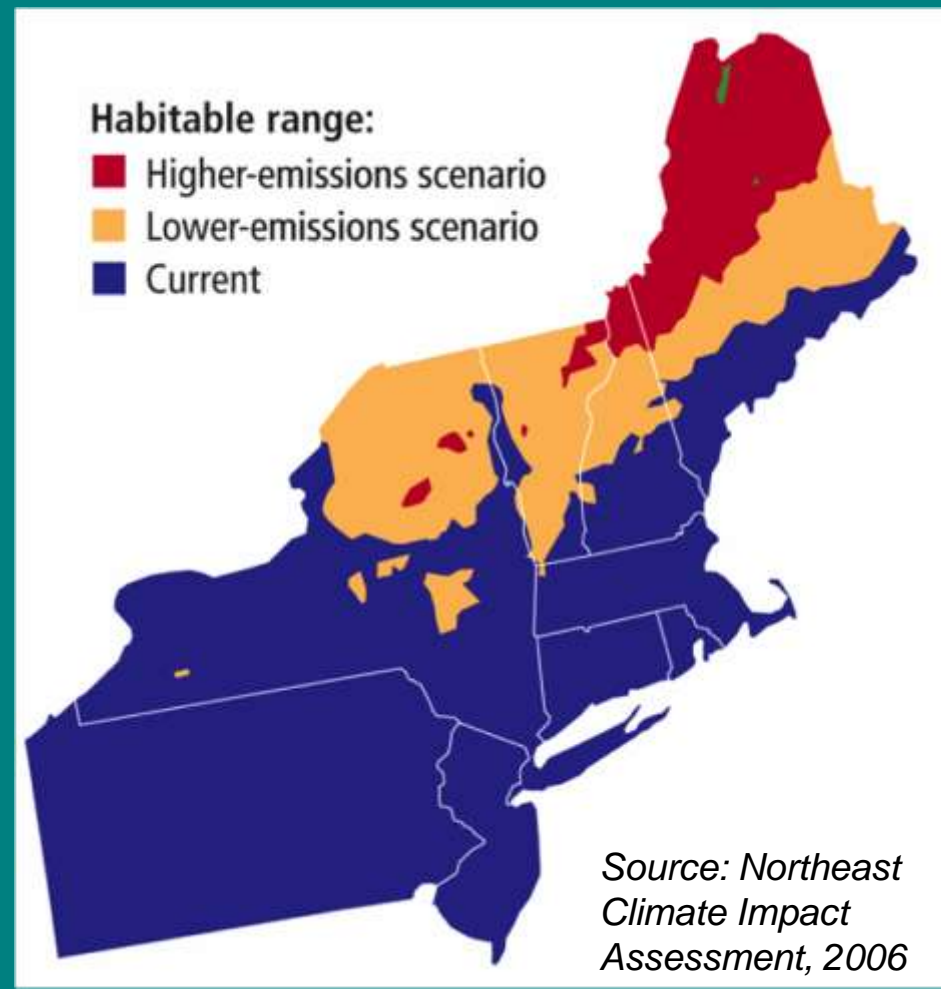 Habitable range:
Higher-emissions scenario
Lower-emissions scenario
Current
Source: Northeast
Climate Impact
Assessment, 2006